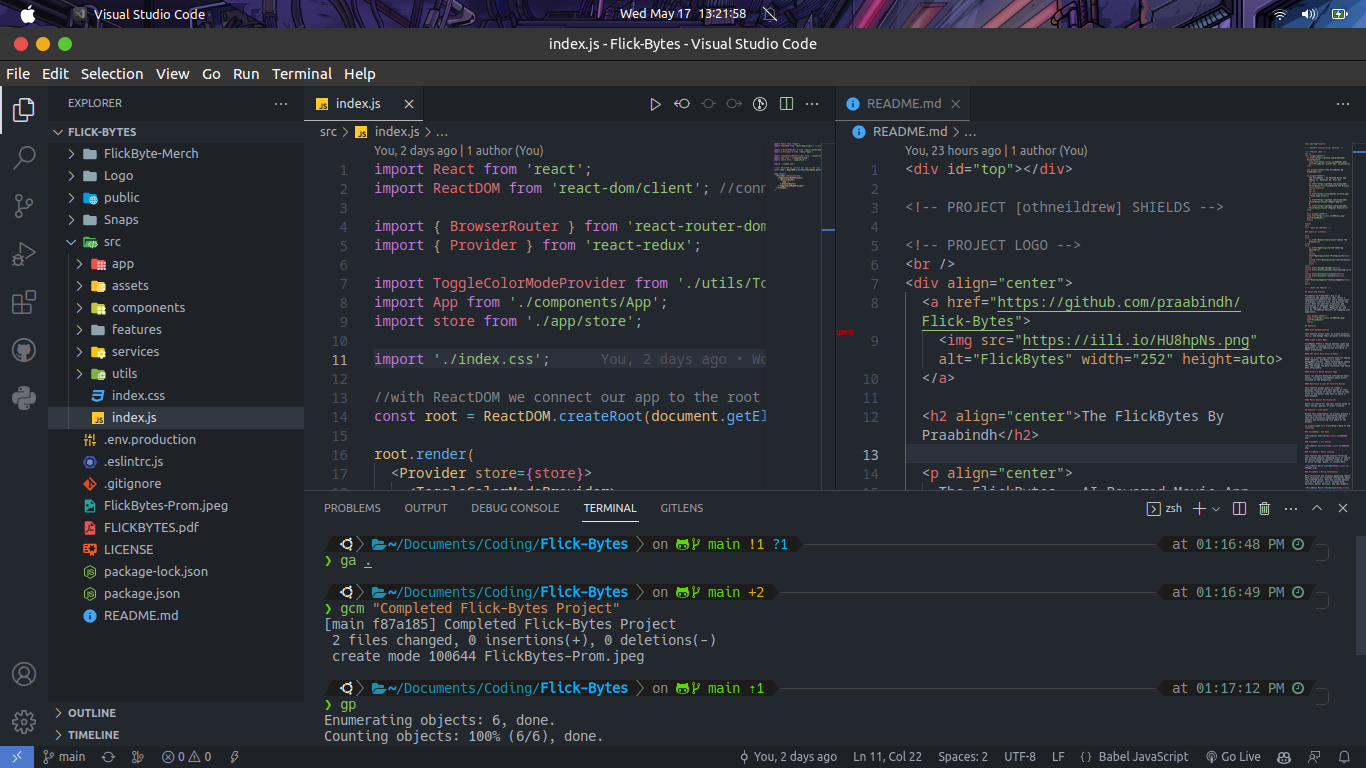 Visual Studio Code
Wed May 17 13:21:58
index.js - Flick-Bytes - Visual Studio Code
File Edit Selection View Go Run Terminal Help
EXPLORER
FLICK-BYTES
FlickByte-Merch
Logo
public
Snaps
src
app
assets
components
features
services
utils
index.css
index.js
.env.production
.eslintrc.js
.gitignore
FlickBytes-Prom.jpeg
FLICKBYTES.pdf
LICENSE
package-lock.json
package.json
README.md
OUTLINE
TIMELINE
index.js
src > index.js > ...
You, 2 days ago | 1 author (You)
1 import React from 'react';
2 import ReactDOM from 'react-dom/client'; //conn
3
4 import { BrowserRouter } from 'react-router-dom
5 import { Provider } from 'react-redux';
6
7 import ToggleColorModeProvider from './utils/To
8 import App from './components/App';
9 import store from './app/store';
10
11 import './index.css'; You, 2 days ago • Wo
12
13 //with ReactDOM we connect our app to the root
14 const root = ReactDOM.createRoot(document.getEl
15
16 root.render(
17 <Provider store={store}>
18 <ToggleColorModeProvider>
README.md
README.md > ...
You, 23 hours ago | 1 author (You)
1 <div id="top"></div>
2
3 <!-- PROJECT [othneildrew] SHIELDS -->
4
5 <!-- PROJECT LOGO -->
6 <br />
7 <div align="center">
8 <a href="https://github.com/praabindh/
Flick-Bytes">
9 <img src="https://iili.io/HU8hpNs.png"
alt="FlickBytes" width="252" height=auto>
10 </a>
11
12 <h2 align="center">The FlickBytes By
Praabindh</h2>
13
14 <p align="center">
15 The FlickBytes - AI Powered Movie App
PROBLEMS OUTPUT DEBUG CONSOLE TERMINAL GITLENS
zsh
~/Documents/Coding/Flick-Bytes on main !1 ?1 at 01:16:48 PM
❯ ga .
~/Documents/Coding/Flick-Bytes on main +2 at 01:16:49 PM
❯ gcm "Completed Flick-Bytes Project"
[main f87a185] Completed Flick-Bytes Project
2 files changed, 0 insertions(+), 0 deletions(-)
create mode 100644 FlickBytes-Prom.jpeg
~/Documents/Coding/Flick-Bytes on main ⇡1 at 01:17:12 PM
❯ gp
Enumerating objects: 6, done.
Counting objects: 100% (6/6), done.
main 0 0 You, 2 days ago Ln 11, Col 22 Spaces: 2 UTF-8 LF { } Babel JavaScript Go Live